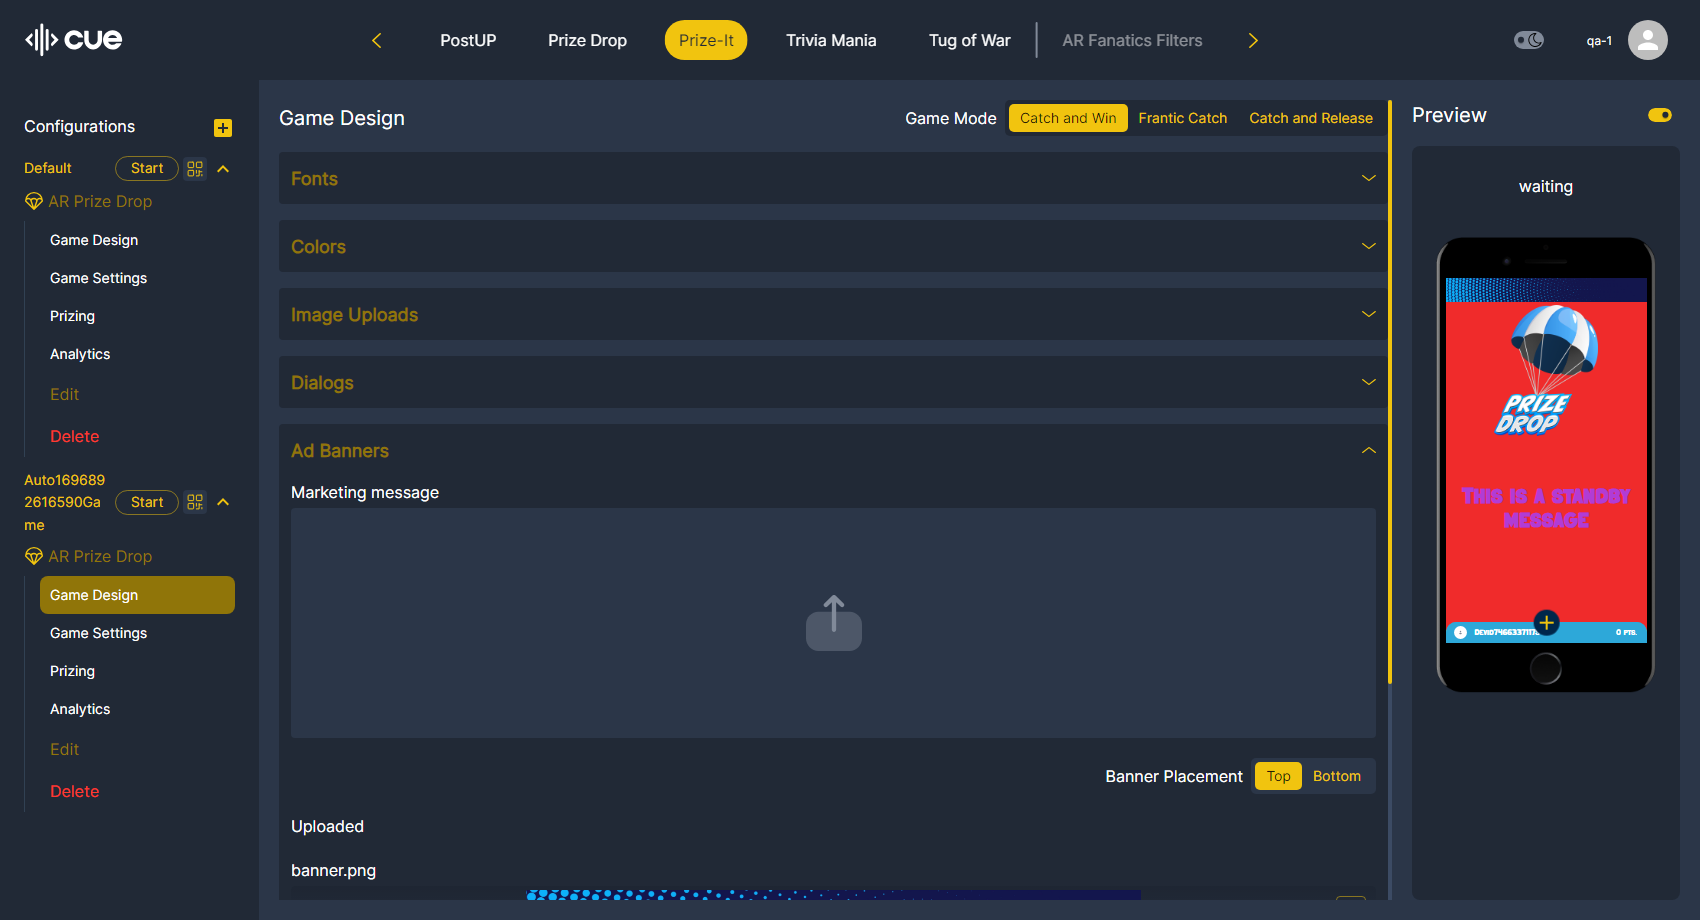 cue
PostUP
Prize Drop
Prize-It
Trivia Mania
Tug of War
AR Fanatics Filters
qa-1
Configurations
Default
Start
AR Prize Drop
Game Design
Game Settings
Prizing
Analytics
Edit
Delete
Auto169689
2616590Ga
me
Start
AR Prize Drop
Game Design
Game Settings
Prizing
Analytics
Edit
Delete
Game Design
Game Mode
Catch and Win
Frantic Catch
Catch and Release
Fonts
Colors
Image Uploads
Dialogs
Ad Banners
Marketing message
Banner Placement
Top
Bottom
Uploaded
banner.png
Preview
waiting
PRIZE
DROP
THIS IS A STANDBY
MESSAGE
0 PTS.